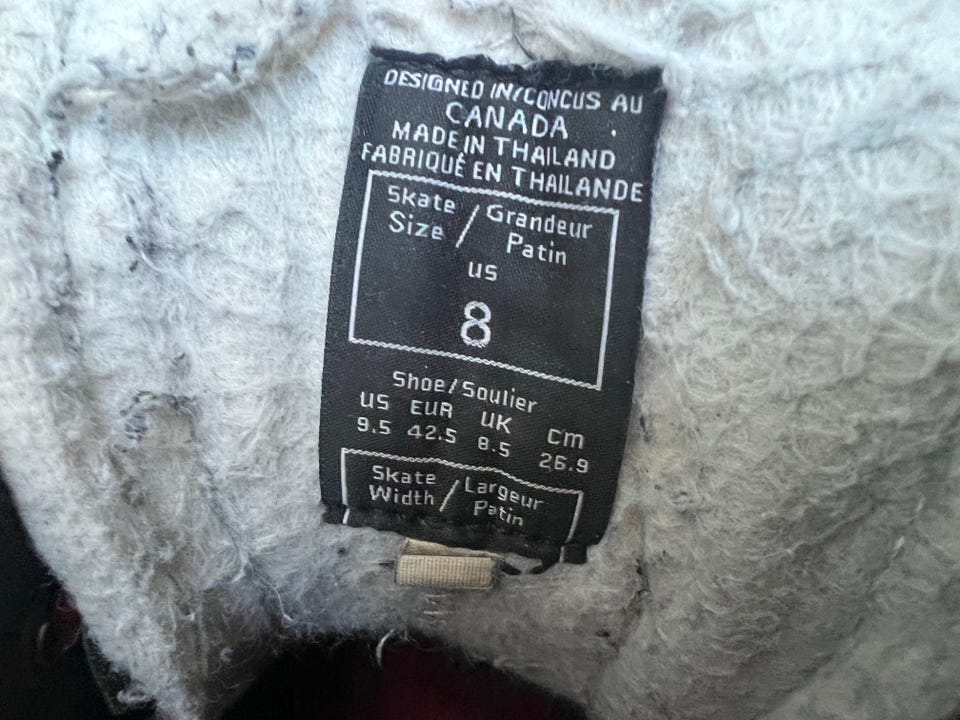 DESIGNED IN/CONCUS AU
CANADA
MADE IN THAILAND
FABRIQUÉ EN THAILANDE
Skate Size / Grandeur Patin
US
8
Shoe/Soulier
US EUR UK cm
9.5 42.5 8.5 26.9
Skate Width / Largeur Patin